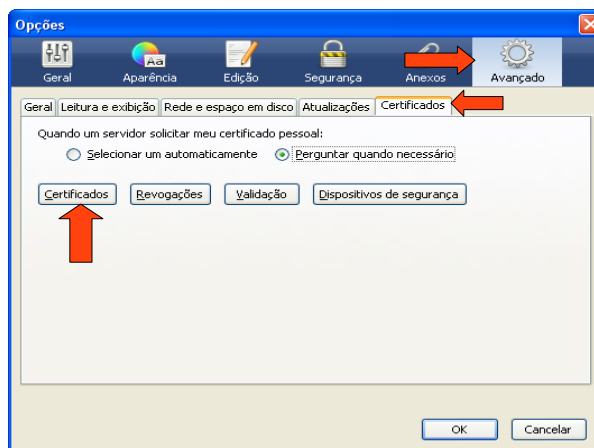 Opções
Geral Aparência Edição Segurança Anexos Avançado
Geral Leitura e exibição Rede e espaço em disco Atualizações Certificados
Quando um servidor solicitar meu certificado pessoal:
Selecionar um automaticamente Perguntar quando necessário
Certificados Revogações Validação Dispositivos de segurança
OK Cancelar